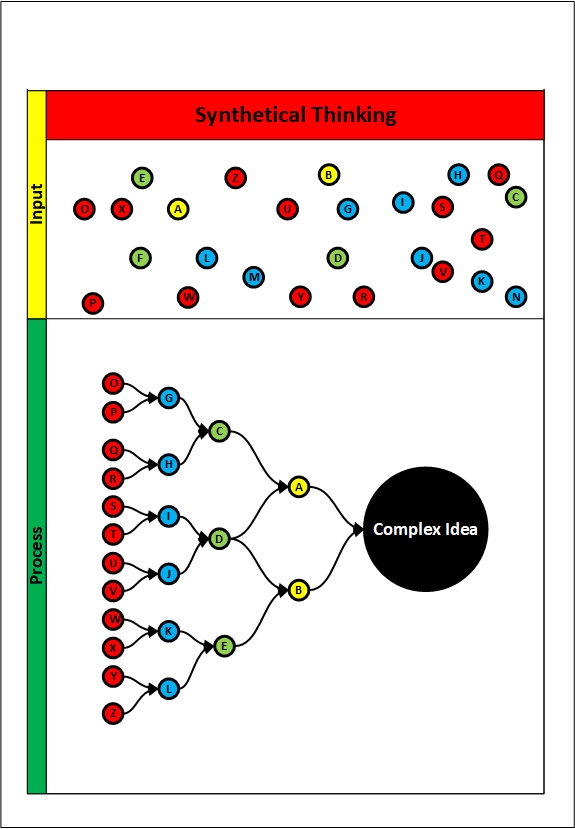 Synthetical Thinking
Input
E Z B H Q
O X A U G I S C
F L M D J V T K
P W Y R N
Process
O
P
G
Q
R
H
C
S
T
I
U
V
J
D
W
X
K
Y
Z
L
E
A
B
Complex Idea